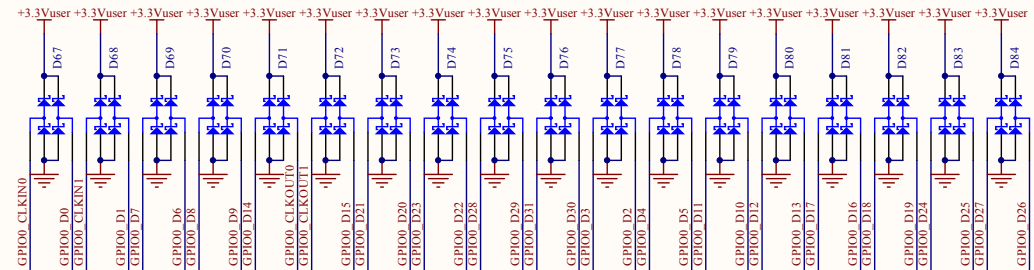 +3.3Vuser +3.3Vuser +3.3Vuser +3.3Vuser +3.3Vuser +3.3Vuser +3.3Vuser +3.3Vuser +3.3Vuser +3.3Vuser +3.3Vuser +3.3Vuser +3.3Vuser +3.3Vuser +3.3Vuser +3.3Vuser +3.3Vuser +3.3Vuser
D67
D68
D69
D70
D71
D72
D73
D74
D75
D76
D77
D78
D79
D80
D81
D82
D83
D84
GPIO0_CLKIN0
GPIO0_D0
GPIO0_CLKIN1
GPIO0_D1
GPIO0_D7
GPIO0_D6
GPIO0_D8
GPIO0_D9
GPIO0_D14
GPIO0_CLKOUT0
GPIO0_CLKOUT1
GPIO0_D15
GPIO0_D21
GPIO0_D20
GPIO0_D23
GPIO0_D22
GPIO0_D28
GPIO0_D29
GPIO0_D31
GPIO0_D30
GPIO0_D3
GPIO0_D2
GPIO0_D4
GPIO0_D5
GPIO0_D11
GPIO0_D10
GPIO0_D12
GPIO0_D13
GPIO0_D17
GPIO0_D16
GPIO0_D18
GPIO0_D19
GPIO0_D24
GPIO0_D25
GPIO0_D27
GPIO0_D26